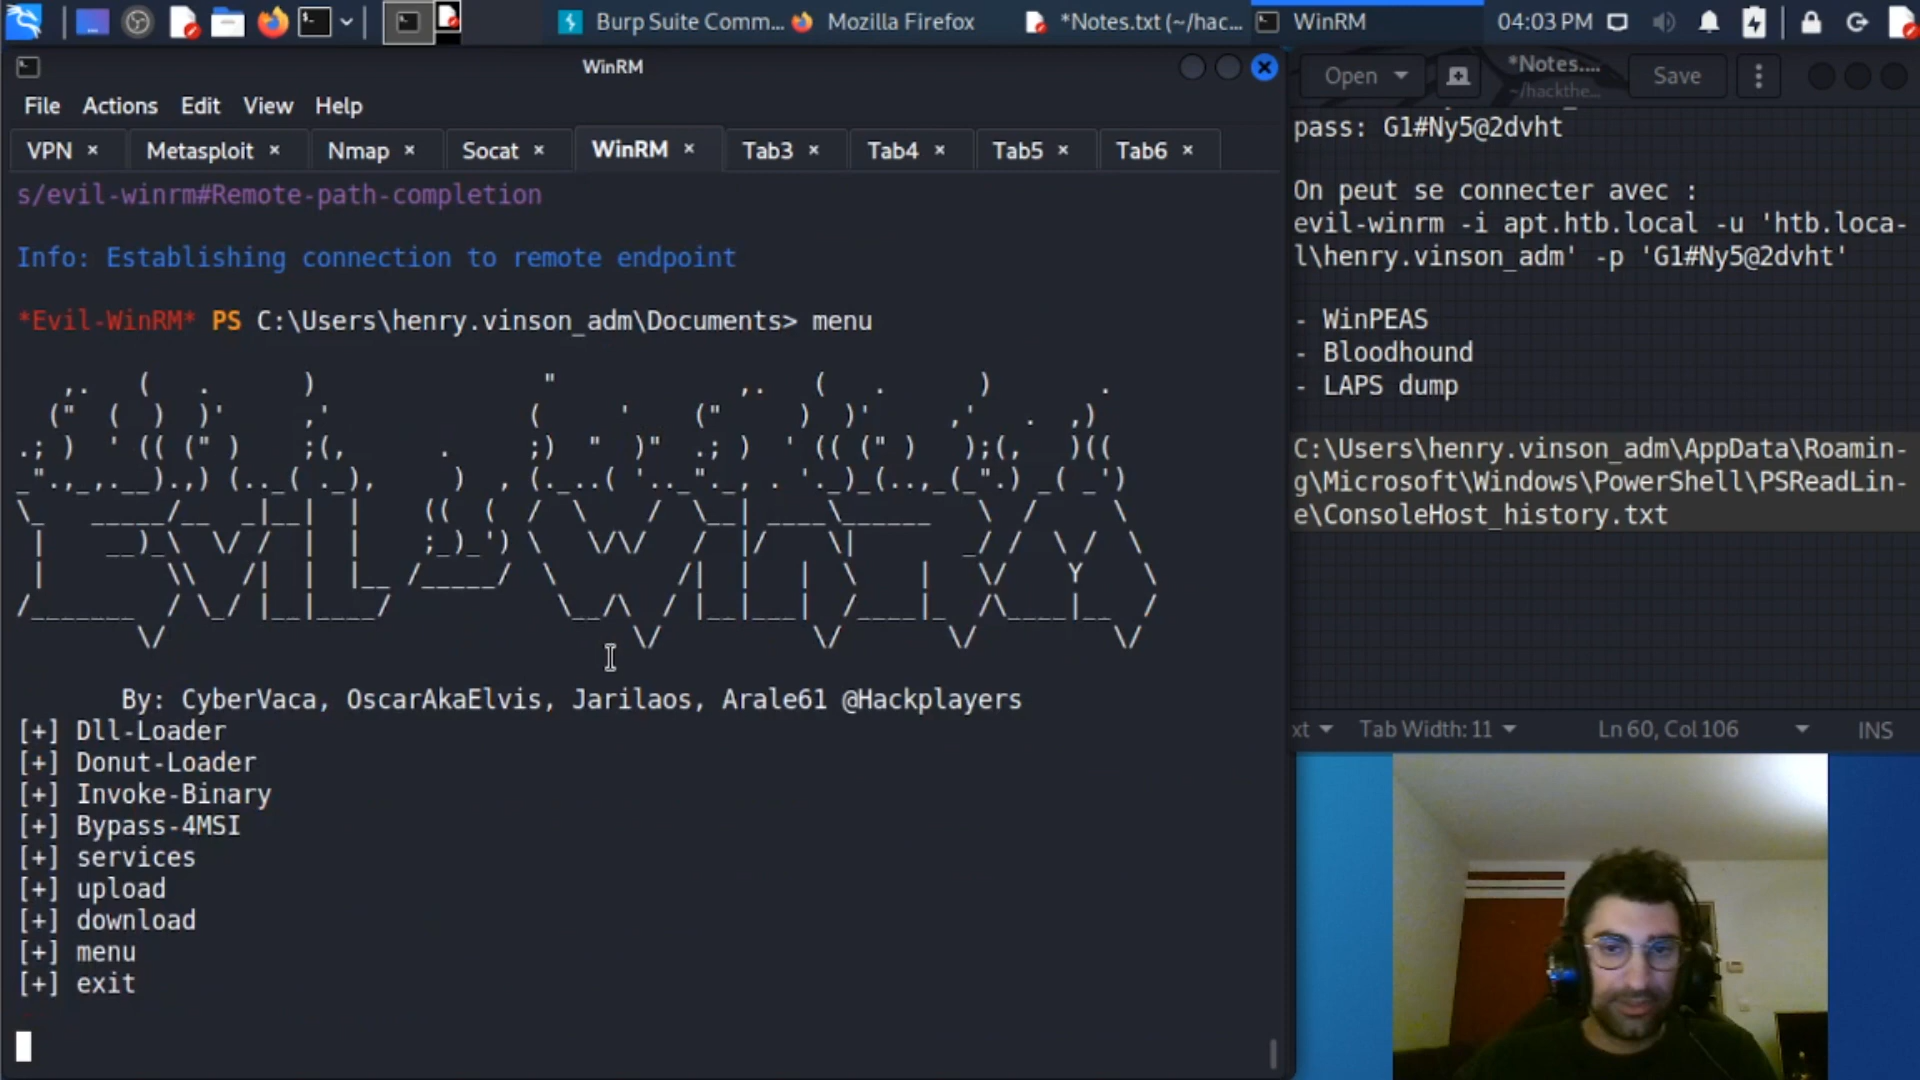 Burp Suite Comm...
Mozilla Firefox
*Notes.txt (~/hac...
WinRM
04:03 PM
WinRM
File Actions Edit View Help
VPN × Metasploit × Nmap × Socat × WinRM × Tab3 × Tab4 × Tab5 × Tab6 ×
s/evil-winrm#Remote-path-completion
Info: Establishing connection to remote endpoint
*Evil-WinRM* PS C:\Users\henry.vinson_adm\Documents> menu
By: CyberVaca, OscarAkaElvis, Jarilaos, Arale61 @Hackplayers
[+] Dll-Loader
[+] Donut-Loader
[+] Invoke-Binary
[+] Bypass-4MSI
[+] services
[+] upload
[+] download
[+] menu
[+] exit
Open
*Notes....
~/hackthe...
Save
pass: G1#Ny5@2dvht
On peut se connecter avec :
evil-winrm -i apt.htb.local -u 'htb.loca-
l\henry.vinson_adm' -p 'G1#Ny5@2dvht'
- WinPEAS
- Bloodhound
- LAPS dump
C:\Users\henry.vinson_adm\AppData\Roamin-
g\Microsoft\Windows\PowerShell\PSReadLin-
e\ConsoleHost_history.txt
xt Tab Width: 11 Ln 60, Col 106 INS